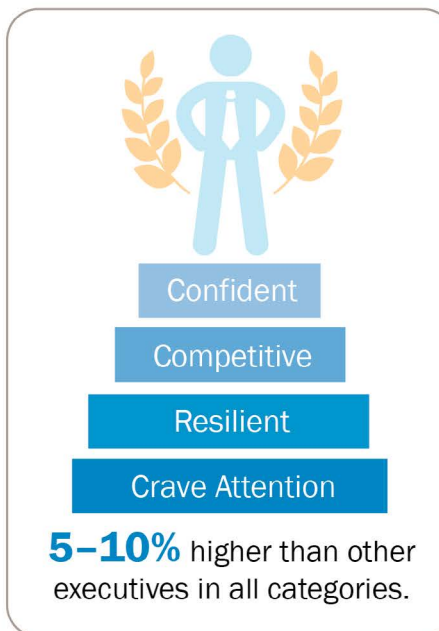 Confident
Competitive
Resilient
Crave Attention
5–10% higher than other
executives in all categories.